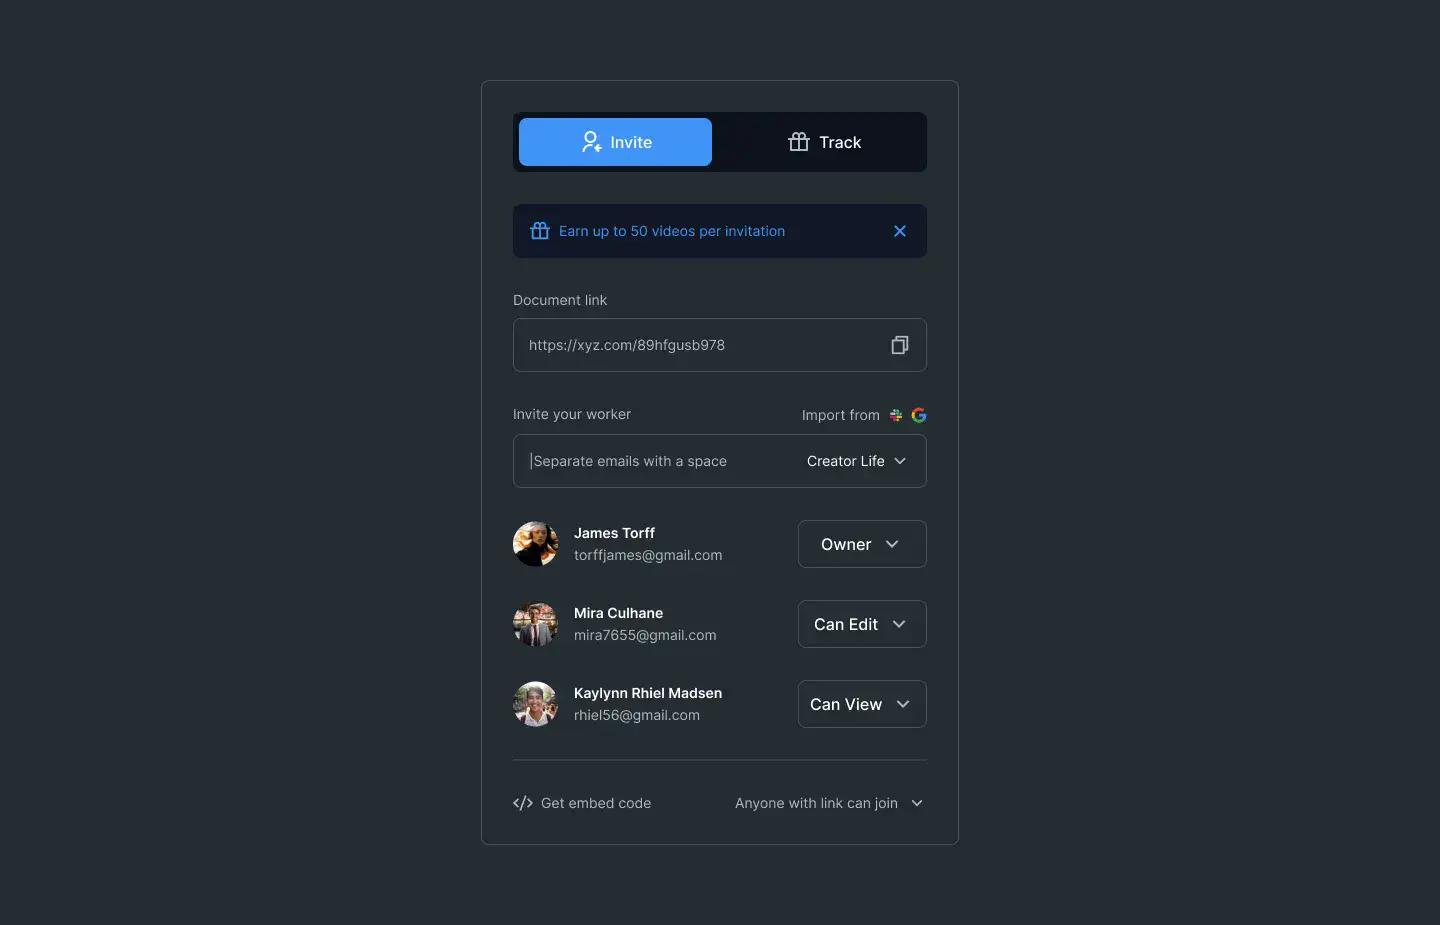 Invite
Track
Earn up to 50 videos per invitation
Document link
https://xyz.com/89hfgusb978
Invite your worker
Import from
Separate emails with a space
Creator Life
James Torff
torffjames@gmail.com
Owner
Mira Culhane
mira7655@gmail.com
Can Edit
Kaylynn Rhiel Madsen
rhiel56@gmail.com
Can View
Get embed code
Anyone with link can join